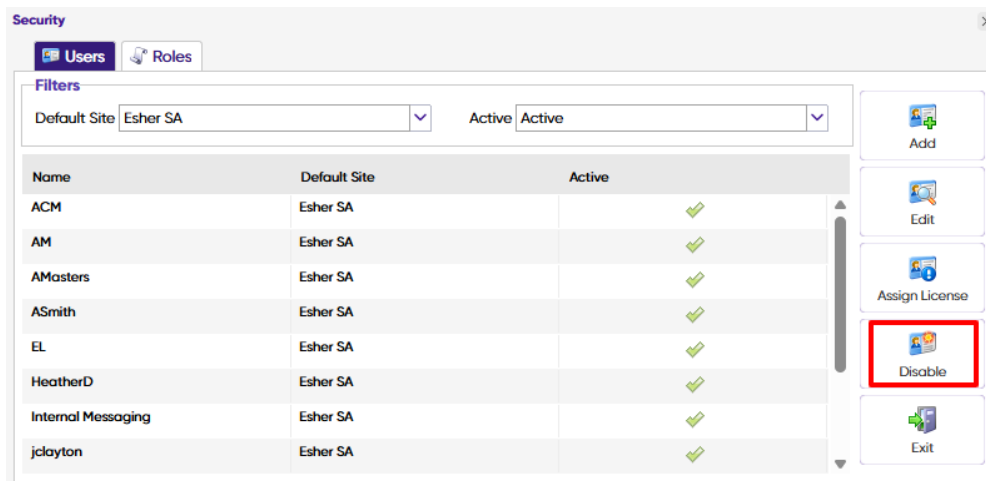 Security
Users Roles
Filters
Default Site Esher SA Active Active
Add
Name Default Site Active
ACM Esher SA
Edit
AM Esher SA
AMasters Esher SA
Assign License
ASmith Esher SA
EL Esher SA
Disable
HeatherD Esher SA
Internal Messaging Esher SA
Exit
jclayton Esher SA